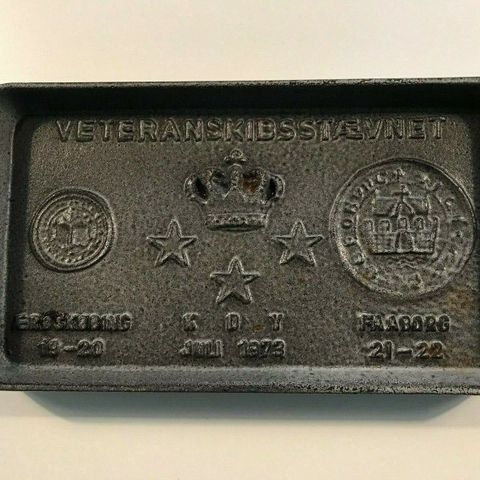 VETERANSKIBSSTÆVNET
ÆRØSKØBING K D Y FAABORG
19-20 JULI 1973 21-22